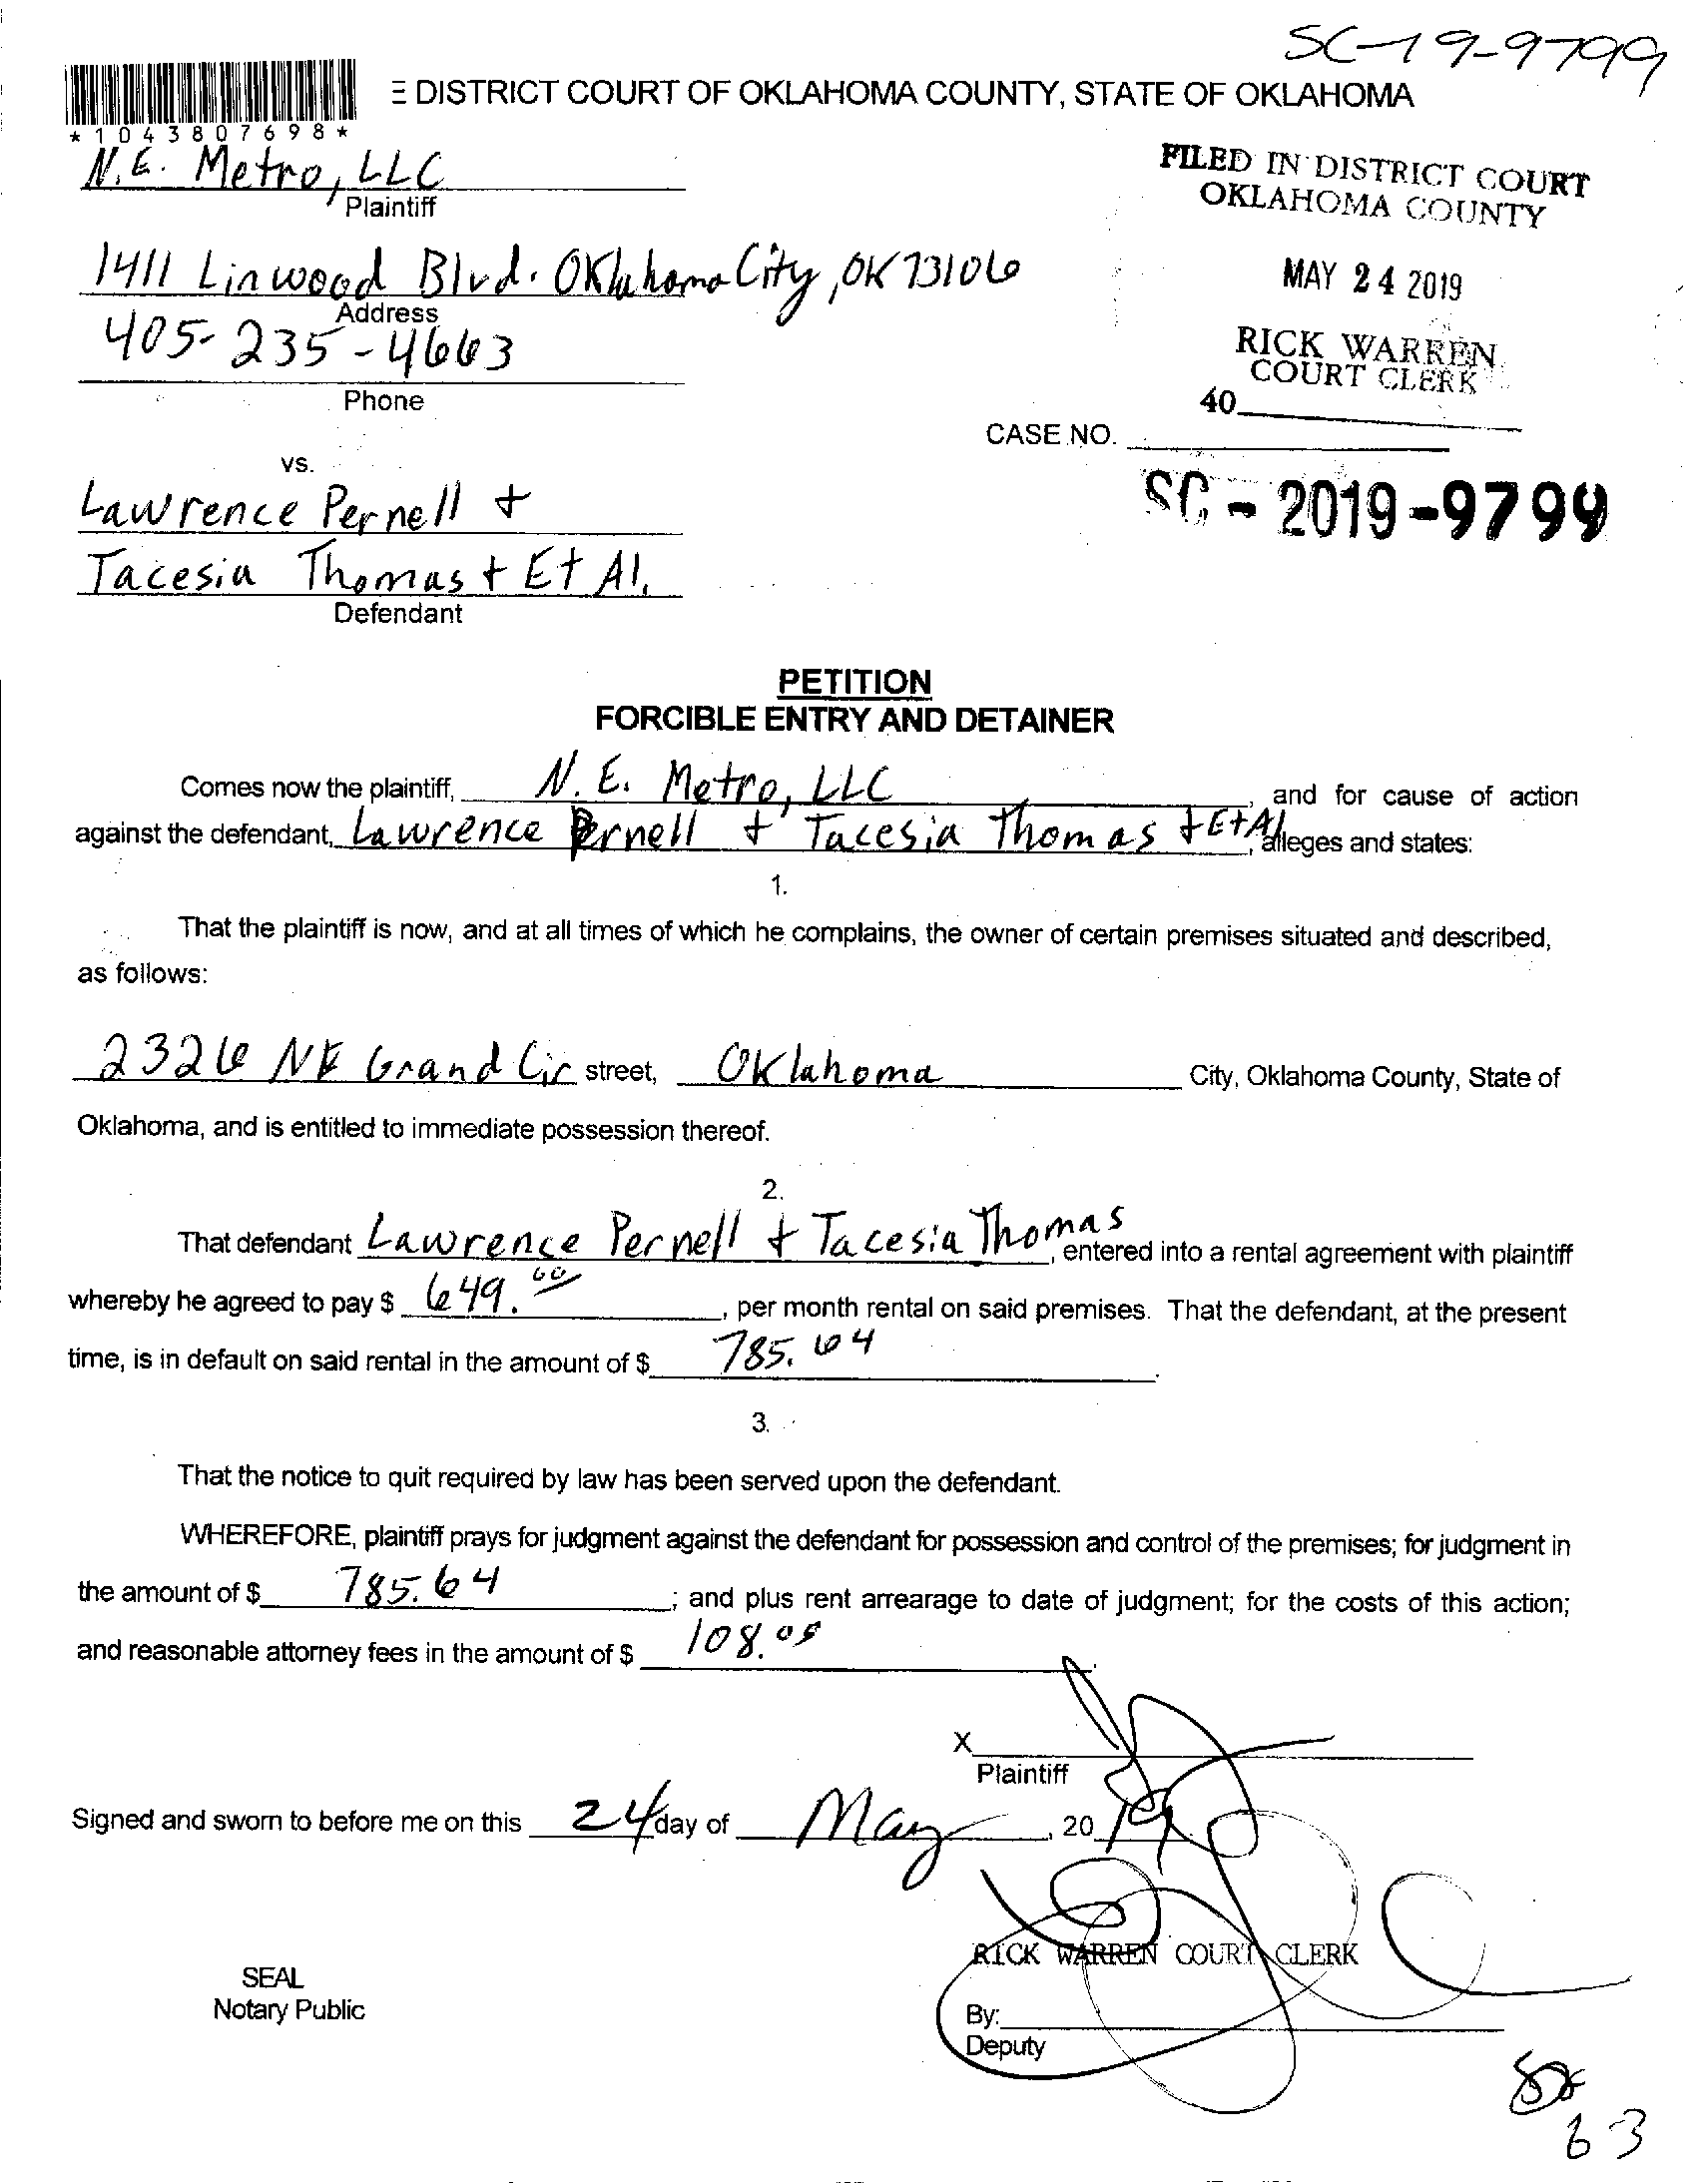 SC-19-9799
E DISTRICT COURT OF OKLAHOMA COUNTY, STATE OF OKLAHOMA
*1043807698*
N.E. Metro, LLC
Plaintiff
FILED IN DISTRICT COURT
OKLAHOMA COUNTY
1411 Linwood Blvd. Oklahoma City, OK 73106
Address
MAY 24 2019
405-235-4663
Phone
RICK WARREN
COURT CLERK
40
CASE NO.
SC - 2019 - 9799
vs.
Lawrence Pernell +
Tacesia Thomas + Et Al.
Defendant
PETITION
FORCIBLE ENTRY AND DETAINER
Comes now the plaintiff, N.E. Metro, LLC, and for cause of action
against the defendant, Lawrence Pernell + Tacesia Thomas + Et Al, alleges and states:
1.
That the plaintiff is now, and at all times of which he complains, the owner of certain premises situated and described,
as follows:
2326 NE Grand Cir street, Oklahoma City, Oklahoma County, State of
Oklahoma, and is entitled to immediate possession thereof.
2.
That defendant Lawrence Pernell + Tacesia Thomas, entered into a rental agreement with plaintiff
whereby he agreed to pay $ 649.00, per month rental on said premises. That the defendant, at the present
time, is in default on said rental in the amount of $ 785.64.
3.
That the notice to quit required by law has been served upon the defendant.
WHEREFORE, plaintiff prays for judgment against the defendant for possession and control of the premises; for judgment in
the amount of $ 785.64; and plus rent arrearage to date of judgment; for the costs of this action;
and reasonable attorney fees in the amount of $ 108.05
X
Plaintiff
Signed and sworn to before me on this 24 day of May, 2019
RICK WARREN COURT CLERK
SEAL
Notary Public
By:
Deputy
63